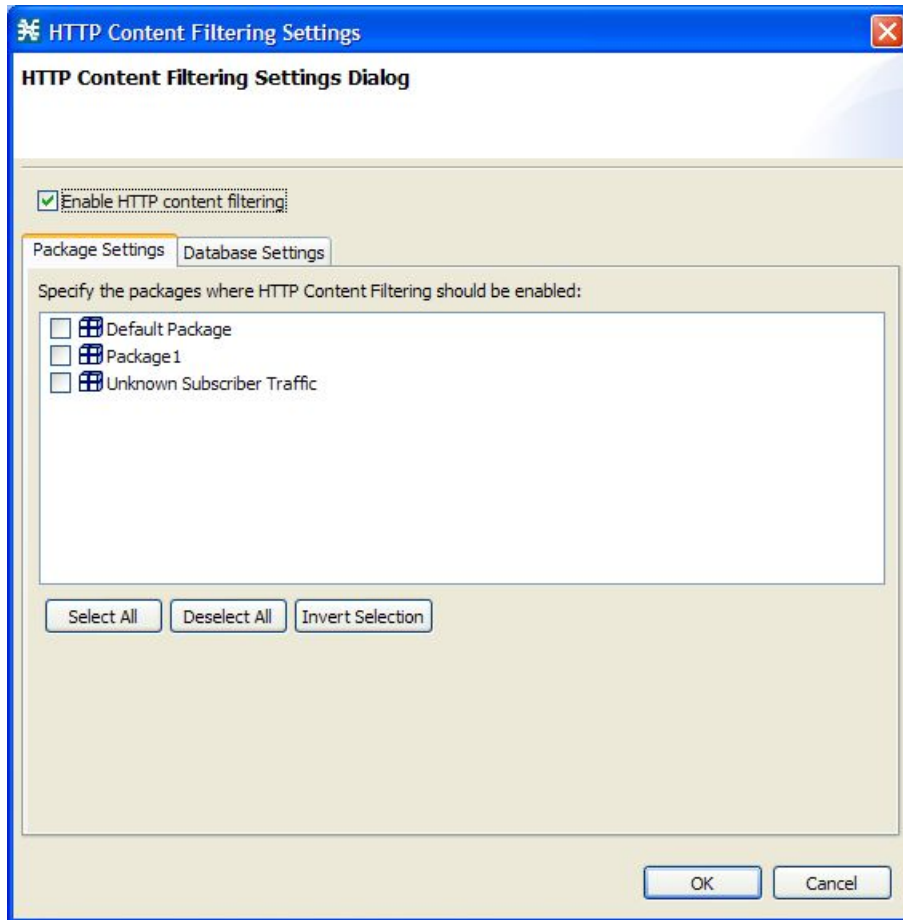 HTTP Content Filtering Settings
HTTP Content Filtering Settings Dialog
Enable HTTP content filtering
Package Settings
Database Settings
Specify the packages where HTTP Content Filtering should be enabled:
Default Package
Package1
Unknown Subscriber Traffic
Select All
Deselect All
Invert Selection
OK
Cancel